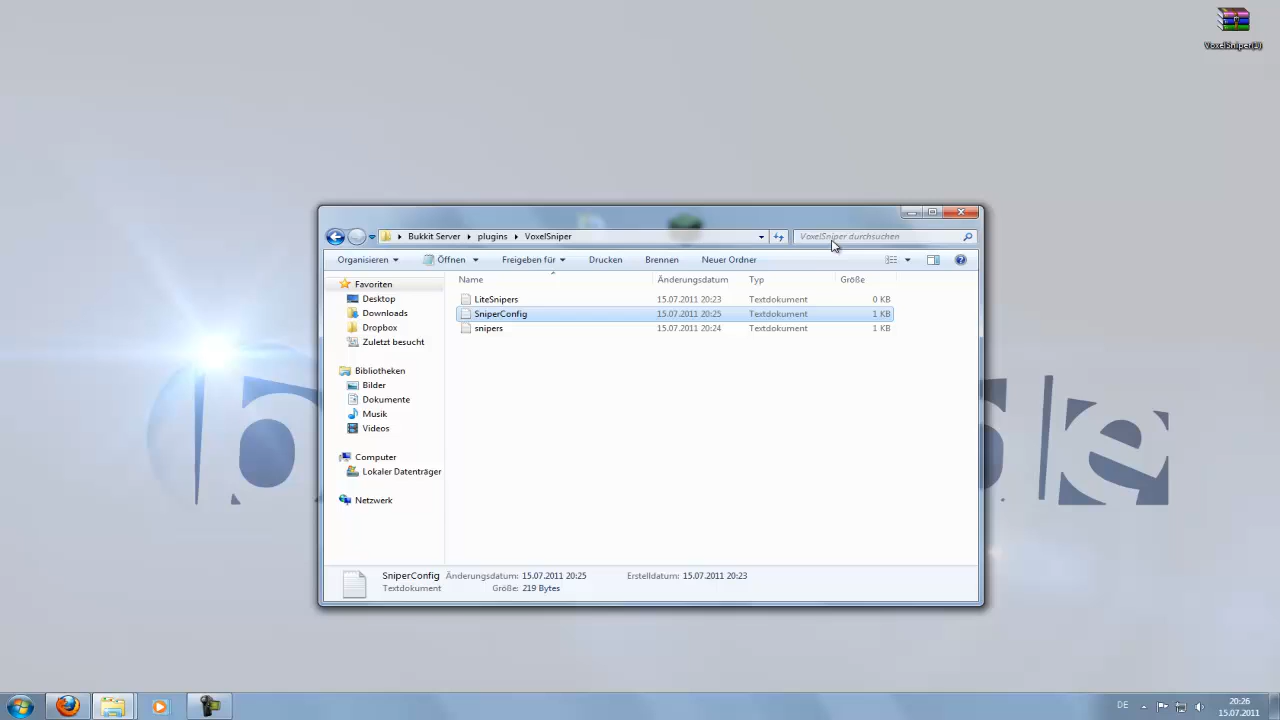 VoxelSniper(2)
Bukkit Server plugins VoxelSniper
VoxelSniper durchsuchen
Organisieren Öffnen Freigeben für Drucken Brennen Neuer Ordner
Name Änderungsdatum Typ Größe
Favoriten
Desktop
Downloads
Dropbox
Zuletzt besucht
Bibliotheken
Bilder
Dokumente
Musik
Videos
Computer
Lokaler Datenträger
Netzwerk
LiteSnipers 15.07.2011 20:23 Textdokument 0 KB
SniperConfig 15.07.2011 20:25 Textdokument 1 KB
snipers 15.07.2011 20:24 Textdokument 1 KB
SniperConfig Änderungsdatum: 15.07.2011 20:25 Erstelldatum: 15.07.2011 20:23
Textdokument Größe: 219 Bytes
DE
20:26
15.07.2011